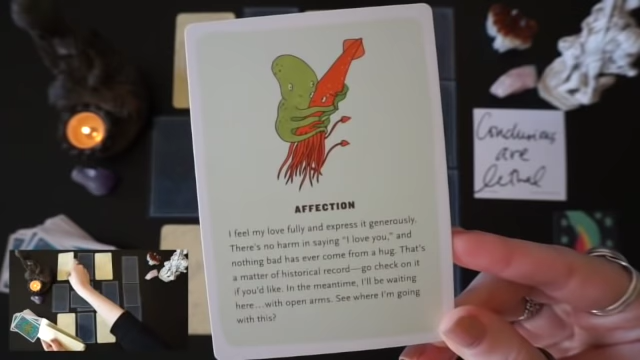 AFFECTION
I feel my love fully and express it generously.
There's no harm in saying "I love you," and
nothing bad has ever come from a hug. That's
a matter of historical record—go check on it
if you'd like. In the meantime, I'll be waiting
here...with open arms. See where I'm going
with this?
Conclusions
are
lethal